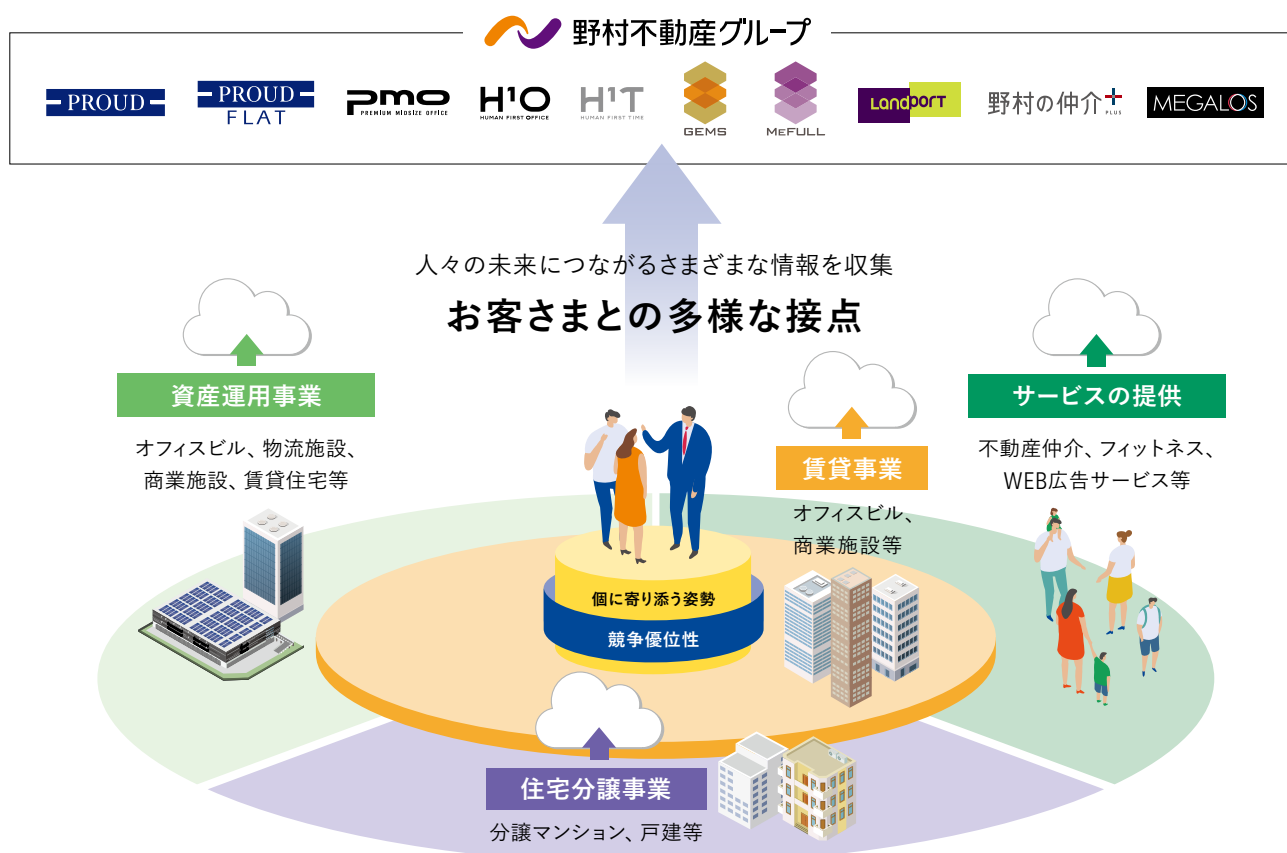 野村不動産グループ
PROUD
PROUD
FLAT
PMO
PREMIUM MIDSIZE OFFICE
H¹O
HUMAN FIRST OFFICE
H¹T
HUMAN FIRST TIME
GEMS
MEFULL
LandPORT
野村の仲介+
PLUS
MEGALOS
人々の未来につながるさまざまな情報を収集
お客さまとの多様な接点
資産運用事業
オフィスビル、物流施設、
商業施設、賃貸住宅等
賃貸事業
オフィスビル、
商業施設等
サービスの提供
不動産仲介、フィットネス、
WEB広告サービス等
個に寄り添う姿勢
競争優位性
住宅分譲事業
分譲マンション、戸建等